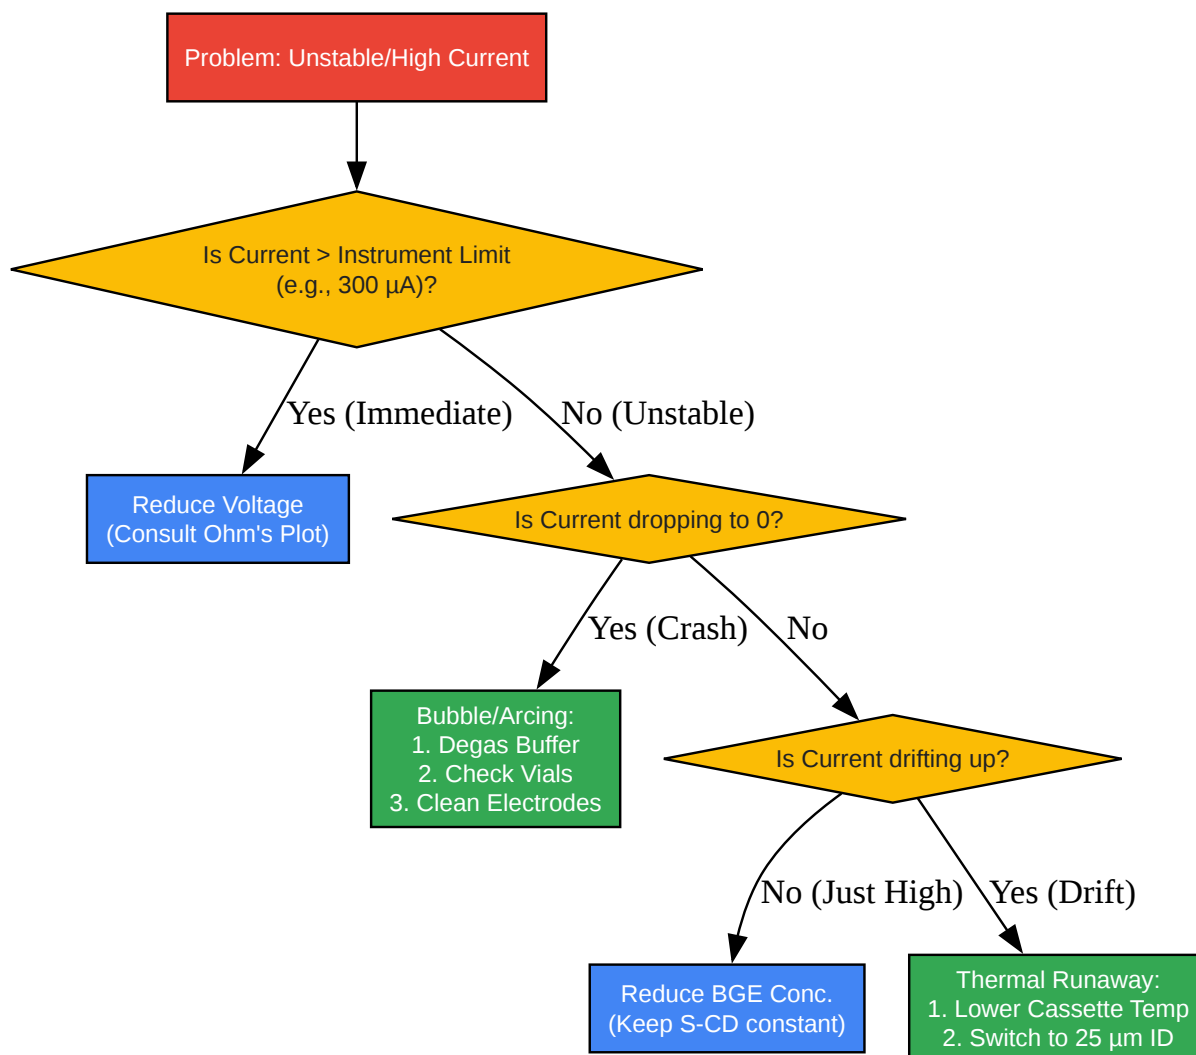 Problem: Unstable/High Current
Is Current > Instrument Limit
(e.g., 300 µA)?
Yes (Immediate)
No (Unstable)
Reduce Voltage
(Consult Ohm's Plot)
Is Current dropping to 0?
Yes (Crash)
No
Bubble/Arcing:
1. Degas Buffer
2. Check Vials
3. Clean Electrodes
Is Current drifting up?
No (Just High)
Yes (Drift)
Reduce BGE Conc.
(Keep S-CD constant)
Thermal Runaway:
1. Lower Cassette Temp
2. Switch to 25 µm ID